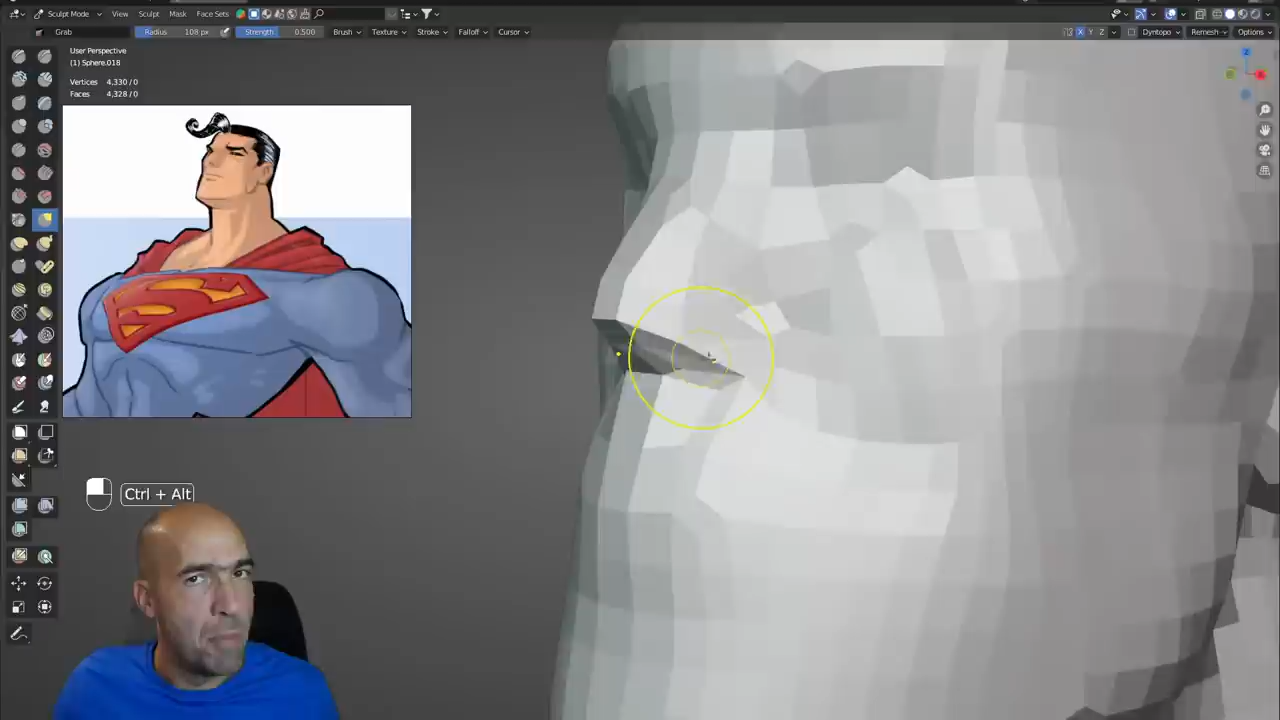 Sculpt Mode View Sculpt Mask Face Sets
Grab Radius 108 px Strength 0.500 Brush Texture Stroke Falloff Cursor X Y Z Dyntopo Remesh Options
User Perspective
(1) Sphere.018
Vertices 4,330 / 0
Faces 4,328 / 0
Z
S
Ctrl + Alt